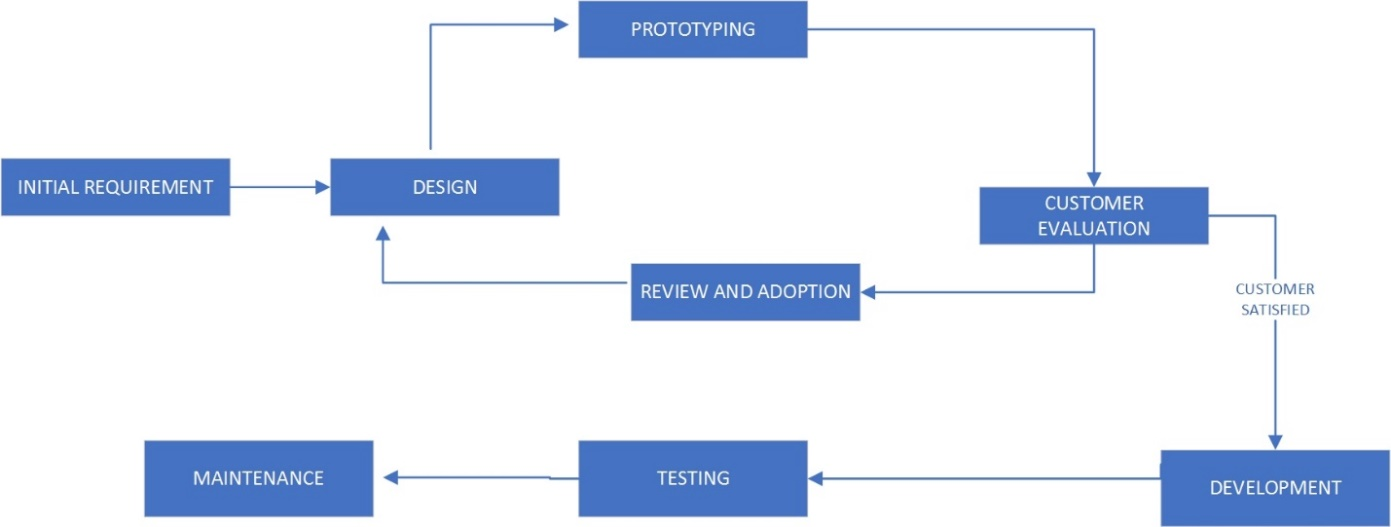 PROTOTYPING
INITIAL REQUIREMENT
DESIGN
CUSTOMER
EVALUATION
REVIEW AND ADOPTION
CUSTOMER
SATISFIED
MAINTENANCE
TESTING
DEVELOPMENT